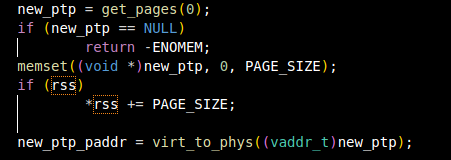 new_ptp = get_pages(0);
if (new_ptp == NULL)
return -ENOMEM;
memset((void *)new_ptp, 0, PAGE_SIZE);
if (rss)
*rss += PAGE_SIZE;
new_ptp_paddr = virt_to_phys((vaddr_t)new_ptp);